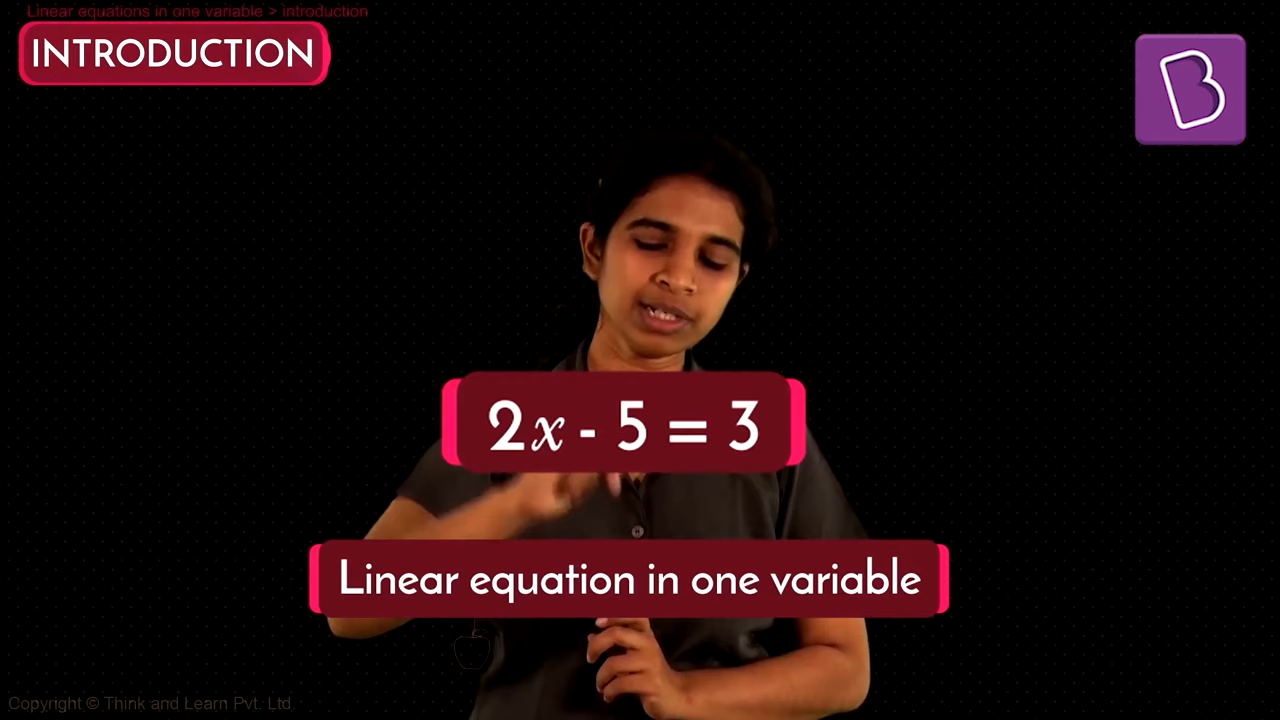 Linear equations in one variable > introduction
INTRODUCTION
B
2x - 5 = 3
Linear equation in one variable
Copyright © Think and Learn Pvt. Ltd.